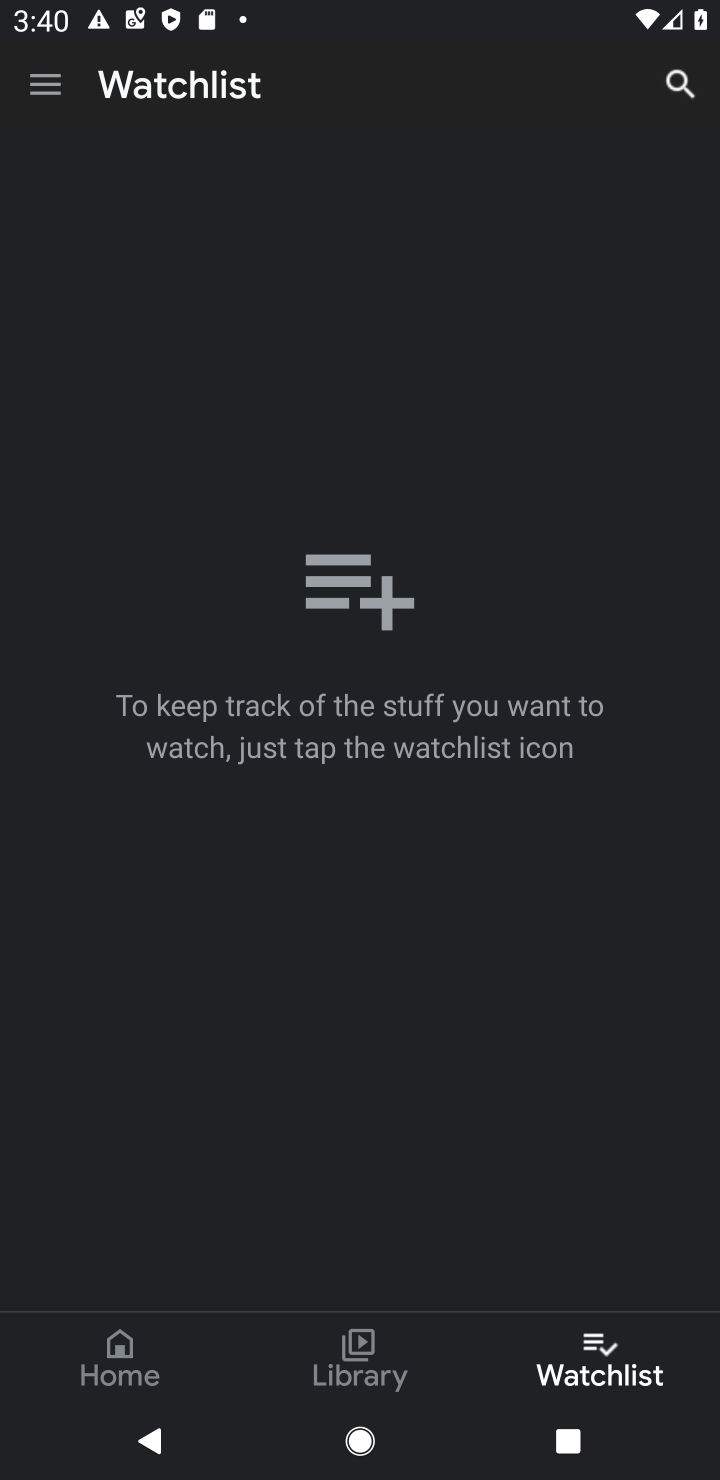 3:40
Watchlist
To keep track of the stuff you want to
watch, just tap the watchlist icon
Home
Library
Watchlist